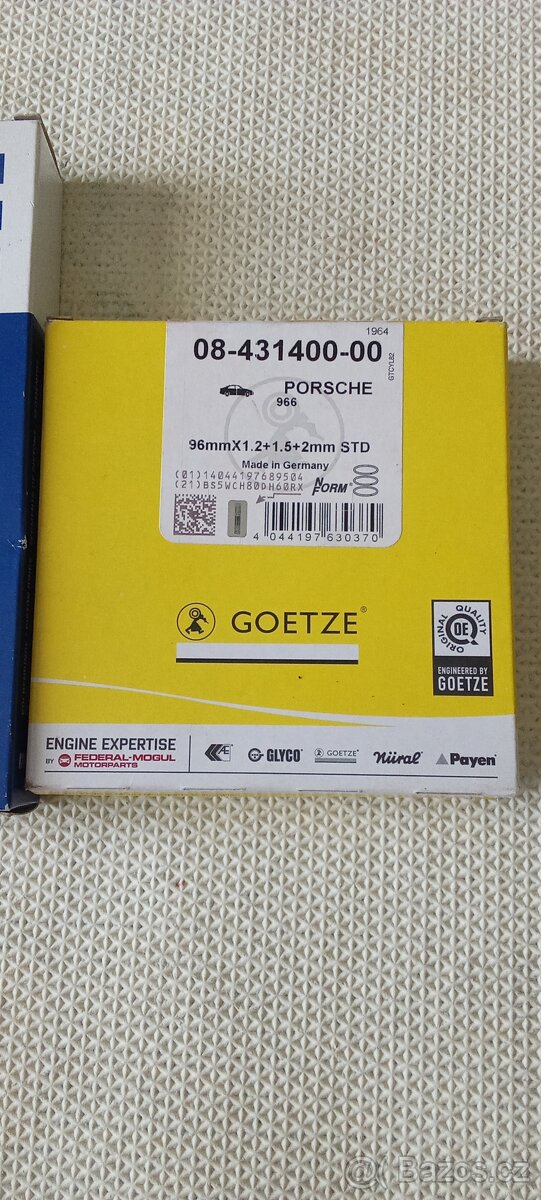 1964
08-431400-00
GTCYL82
PORSCHE
966
96mmX1.2+1.5+2mm STD
Made in Germany
(01)14044197689504
(21)BS5WCH80DH60RX
N FORM®
4 044197 630370
GOETZE®
ORIGINAL QUALITY
OE
ENGINEERED BY
GOETZE
ENGINE EXPERTISE
BY FEDERAL-MOGUL
MOTORPARTS
AE
GLYCO®
GOETZE®
Nüral®
Payen®
@ Bazos.cz